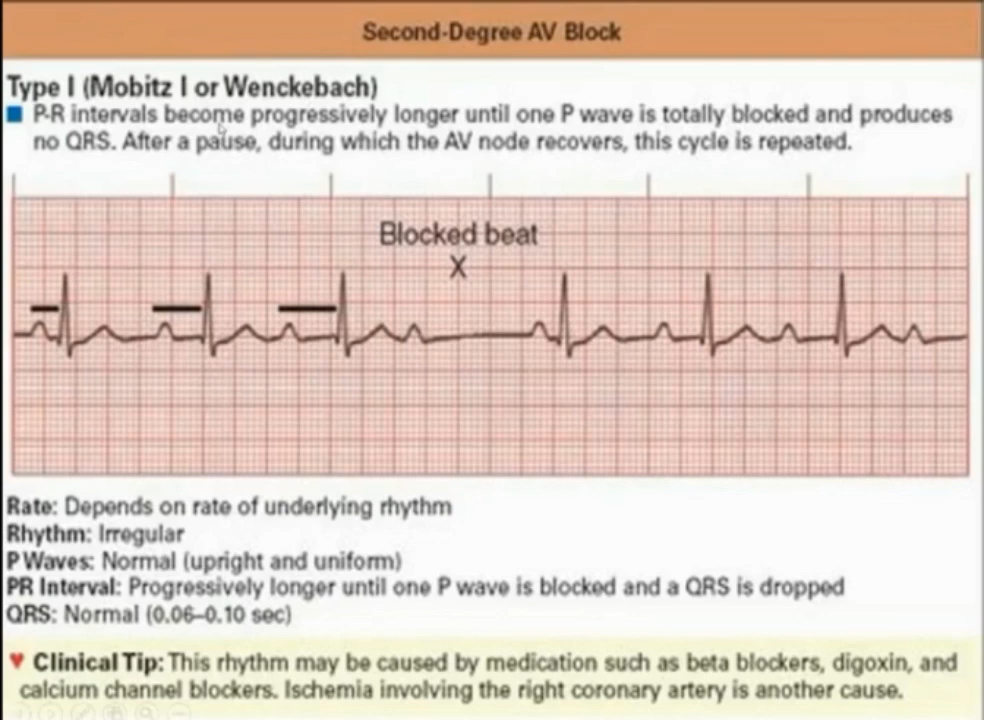 Second-Degree AV Block
Type I (Mobitz I or Wenckebach)
P-R intervals become progressively longer until one P wave is totally blocked and produces
no QRS. After a pause, during which the AV node recovers, this cycle is repeated.
Blocked beat
X
Rate: Depends on rate of underlying rhythm
Rhythm: Irregular
P Waves: Normal (upright and uniform)
PR Interval: Progressively longer until one P wave is blocked and a QRS is dropped
QRS: Normal (0.06–0.10 sec)
♥ Clinical Tip: This rhythm may be caused by medication such as beta blockers, digoxin, and
calcium channel blockers. Ischemia involving the right coronary artery is another cause.